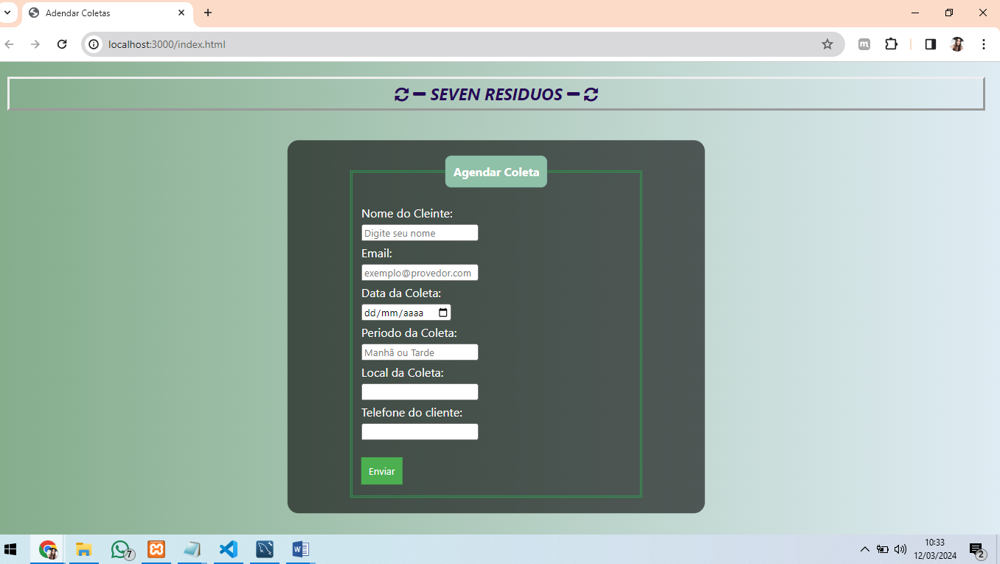 Adendar Coletas
localhost:3000/index.html
SEVEN RESIDUOS
Agendar Coleta
Nome do Cleinte:
Digite seu nome
Email:
exemplo@provedor.com
Data da Coleta:
dd/mm/aaaa
Periodo da Coleta:
Manhã ou Tarde
Local da Coleta:
Telefone do cliente:
Enviar
m
7
W
10:33
12/03/2024
2